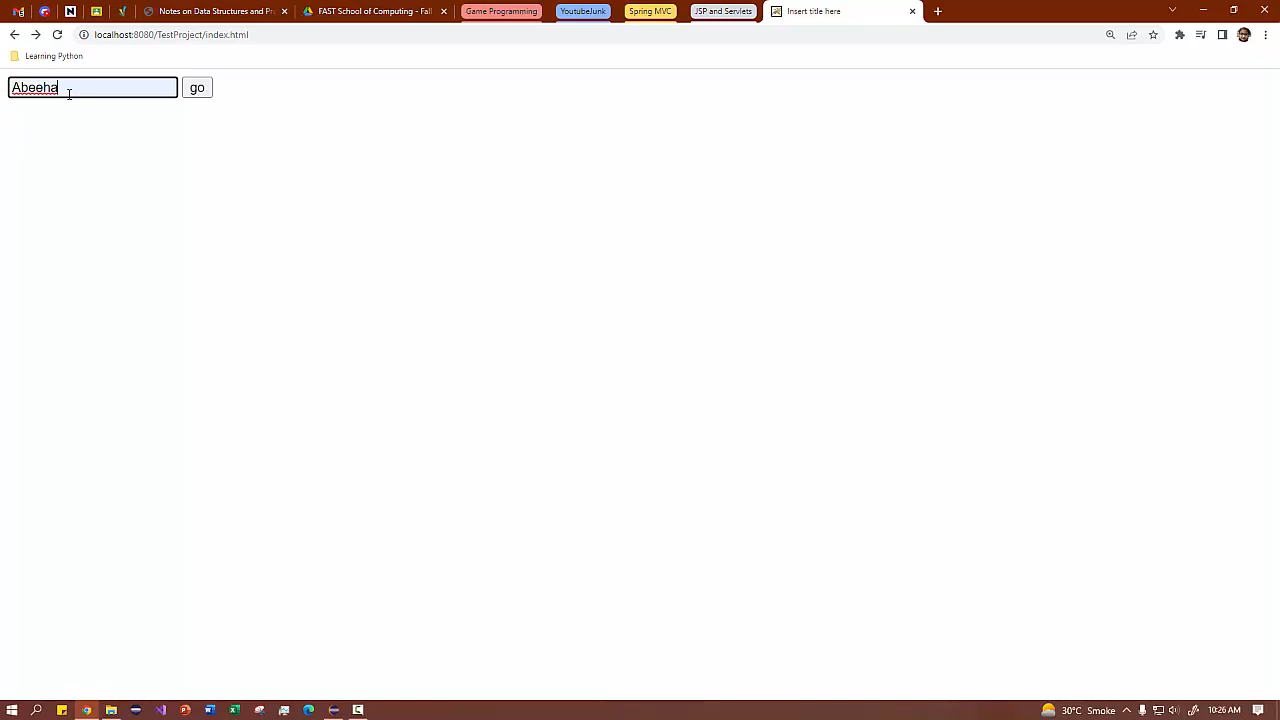 Notes on Data Structures and Pr
FAST School of Computing - Fall
Game Programming
YoutubeJunk
Spring MVC
JSP and Servlets
Insert title here
localhost:8080/TestProject/index.html
Learning Python
Abeeha
go
30°C Smoke
10:26 AM